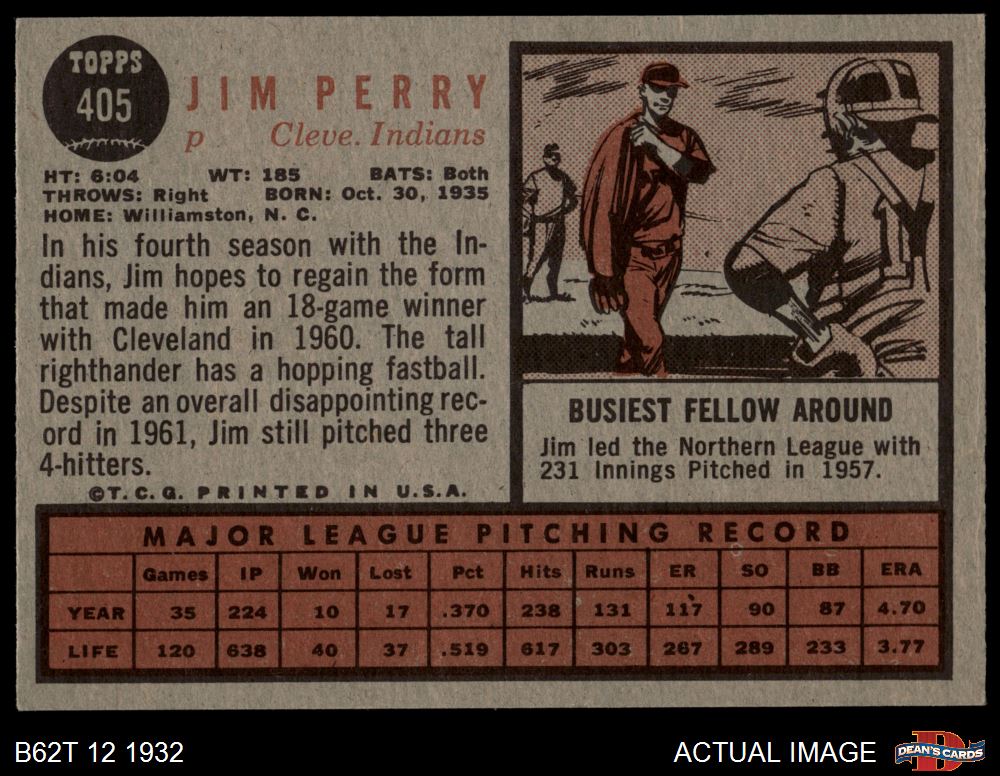 TOPPS
405
JIM PERRY
p Cleve. Indians
HT: 6:04 WT: 185 BATS: Both
THROWS: Right BORN: Oct. 30, 1935
HOME: Williamston, N. C.
In his fourth season with the In-
dians, Jim hopes to regain the form
that made him an 18-game winner
with Cleveland in 1960. The tall
righthander has a hopping fastball.
Despite an overall disappointing rec-
ord in 1961, Jim still pitched three
4-hitters.
©T.C.G. PRINTED IN U.S.A.
BUSIEST FELLOW AROUND
Jim led the Northern League with
231 Innings Pitched in 1957.
MAJOR LEAGUE PITCHING RECORD
Games IP Won Lost Pct Hits Runs ER SO BB ERA
YEAR 35 224 10 17 .370 238 131 117 90 87 4.70
LIFE 120 638 40 37 .519 617 303 267 289 233 3.77
B62T 12 1932
ACTUAL IMAGE
D
DEAN'S CARDS